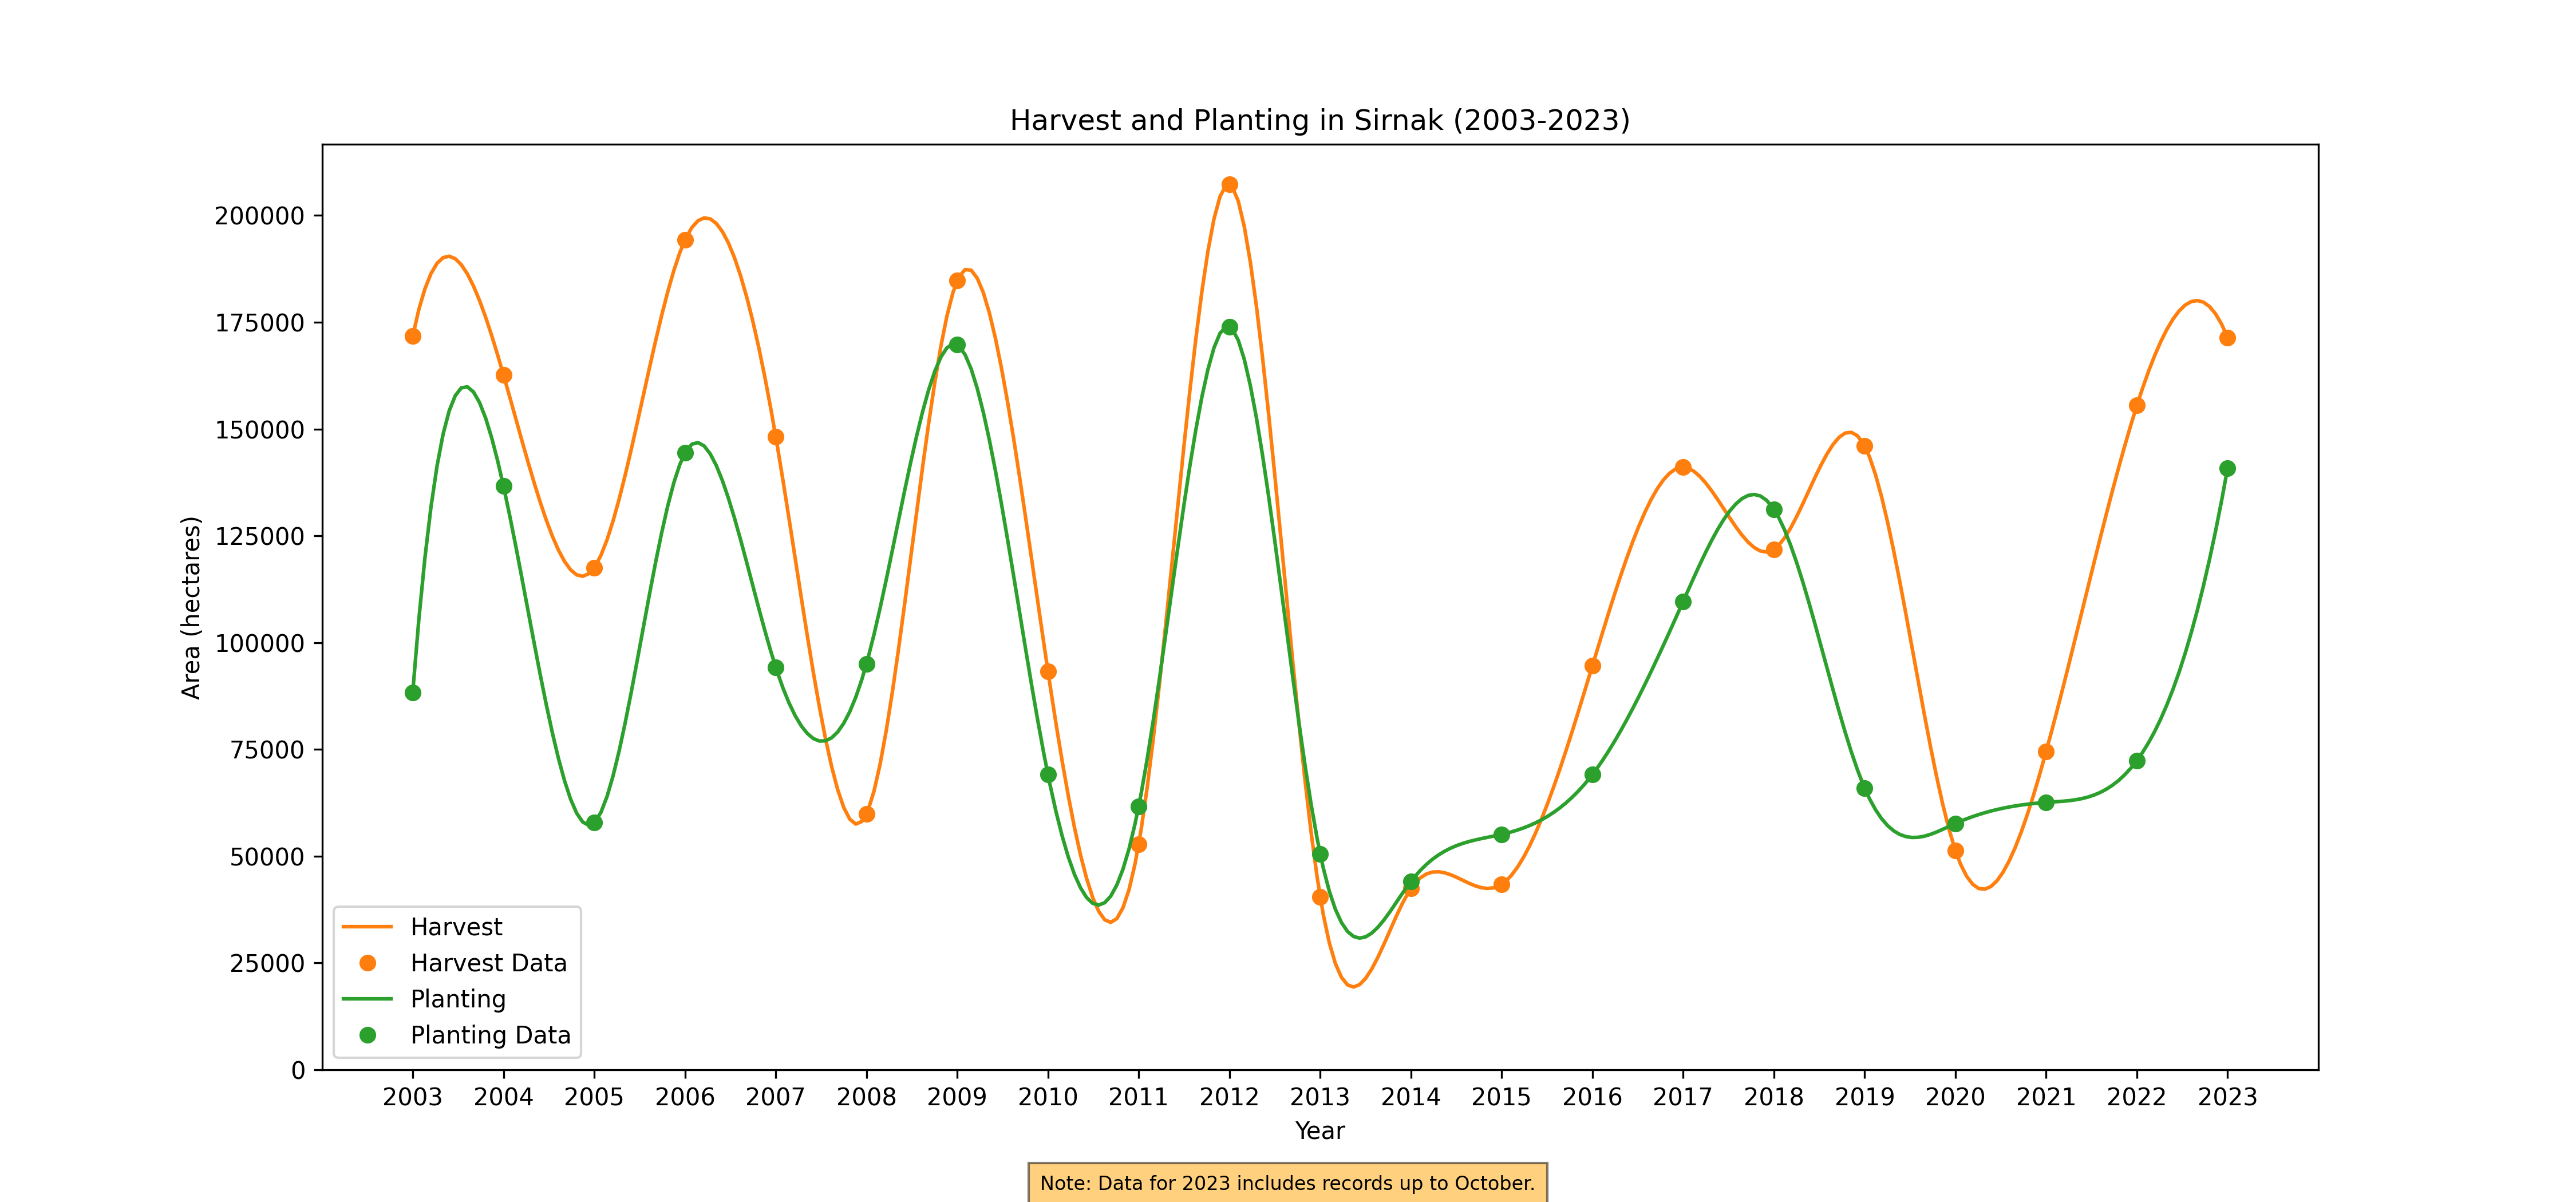 Harvest and Planting in Sirnak (2003-2023)
Area (hectares)
200000
175000
150000
125000
100000
75000
50000
25000
0
Harvest
Harvest Data
Planting
Planting Data
2003 2004 2005 2006 2007 2008 2009 2010 2011 2012 2013 2014 2015 2016 2017 2018 2019 2020 2021 2022 2023
Year
Note: Data for 2023 includes records up to October.